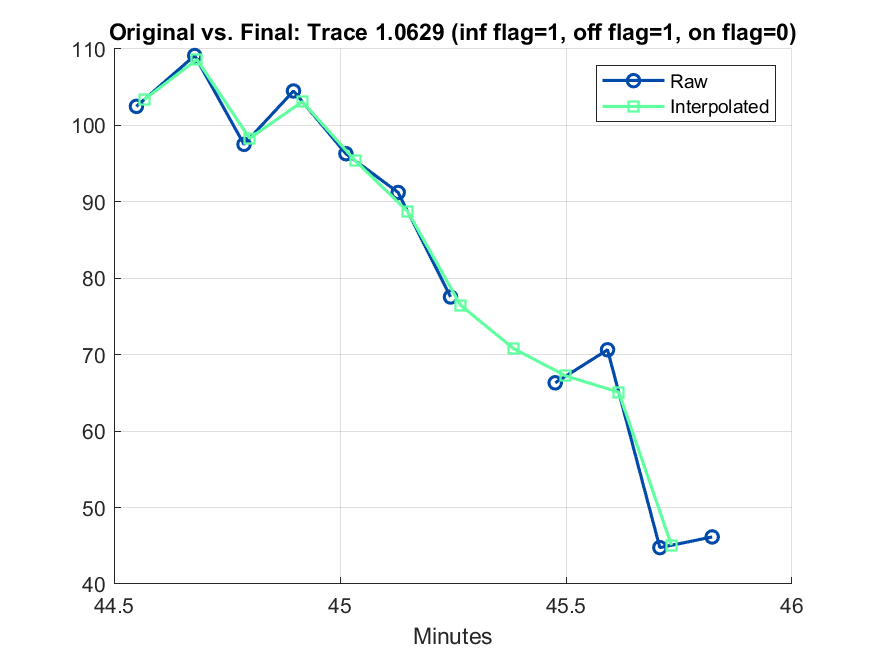 Original vs. Final: Trace 1.0629 (inf flag=1, off flag=1, on flag=0)
110
100
90
80
70
60
50
40
Raw
Interpolated
44.5 45 45.5 46
Minutes